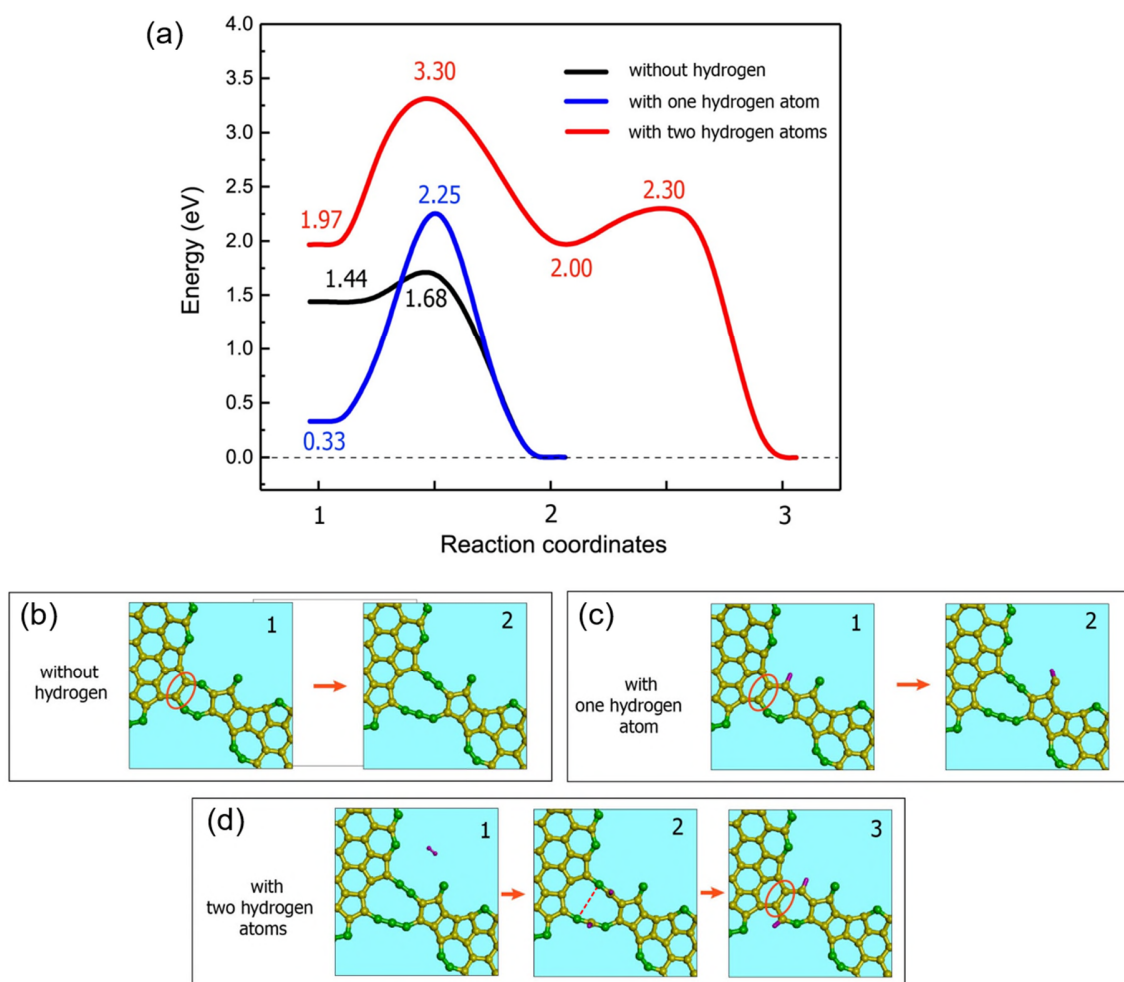 (a)
4.0
3.5
3.0
2.5
2.0
1.5
1.0
0.5
0.0
Energy (eV)
3.30
without hydrogen
with one hydrogen atom
with two hydrogen atoms
2.25
2.30
1.97
2.00
1.44
1.68
0.33
1
2
3
Reaction coordinates
(b)
without
hydrogen
1
2
(c)
with
one hydrogen
atom
1
2
(d)
with
two hydrogen
atoms
1
2
3